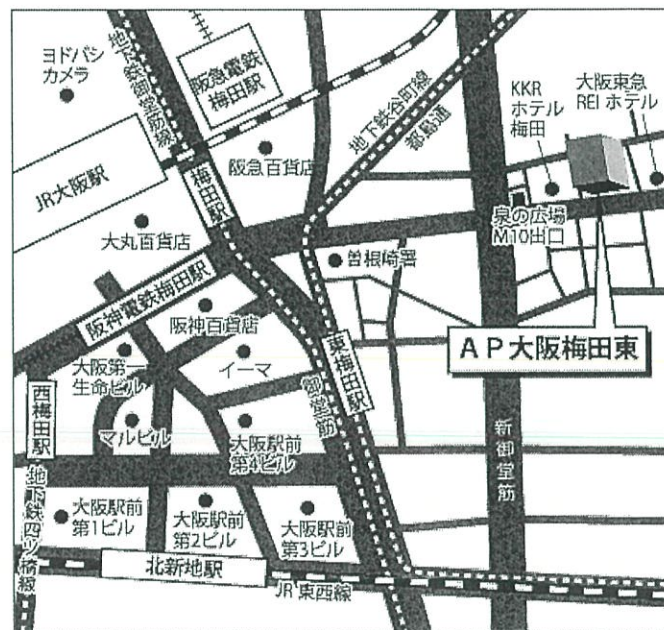 ヨドバシ
カメラ
地下鉄御堂筋線
阪急電鉄
梅田駅
地下鉄谷町線
都島通
KKR
ホテル
梅田
大阪東急
REI ホテル
JR大阪駅
梅田駅
阪急百貨店
大丸百貨店
泉の広場
M10出口
曽根崎署
阪神電鉄梅田駅
阪神百貨店
AP大阪梅田東
大阪第一
生命ビル
イーマ
東梅田駅
御堂筋
西梅田駅
マルビル
大阪駅前
第4ビル
新御堂筋
地下鉄四ツ橋線
大阪駅前
第1ビル
大阪駅前
第2ビル
大阪駅前
第3ビル
北新地駅
JR 東西線